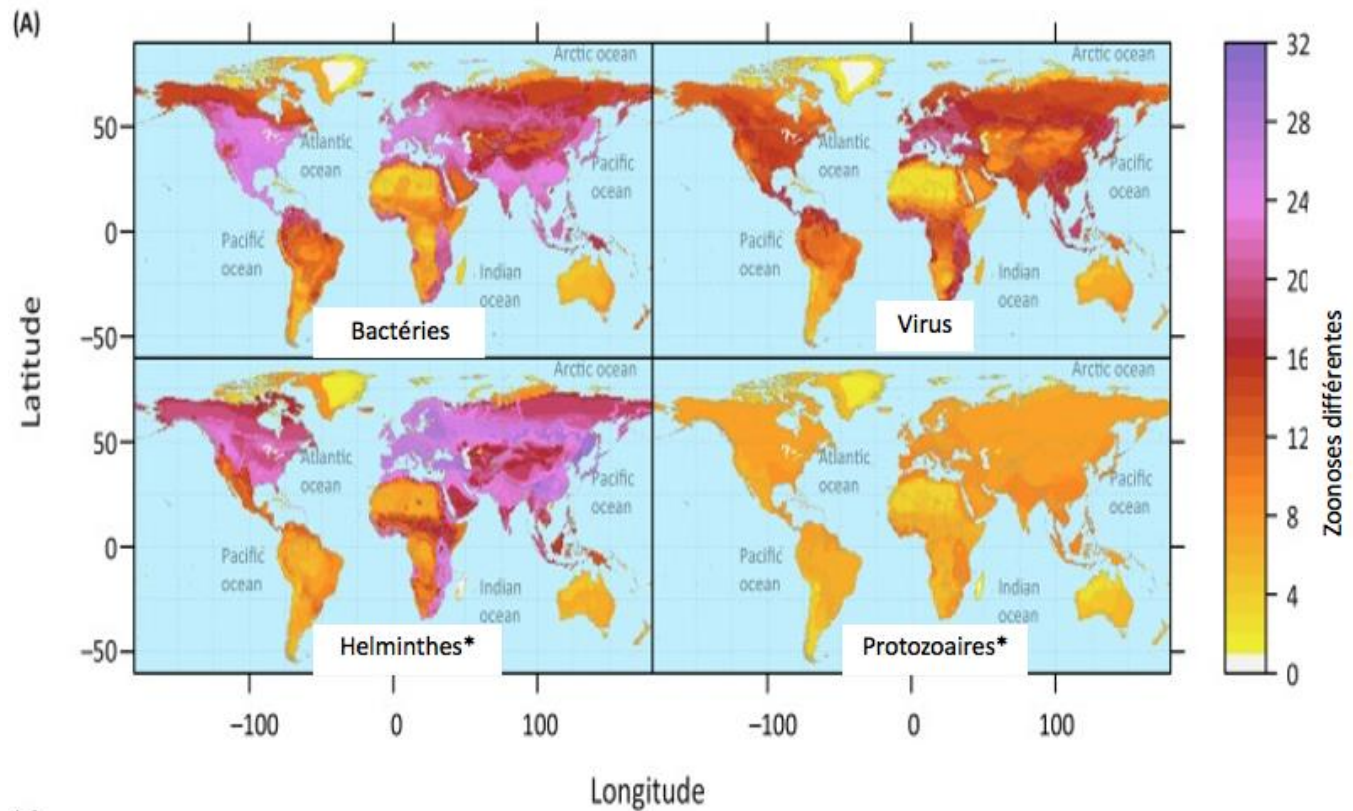 (A)
Arctic ocean
Atlantic
ocean
Pacific
ocean
Pacific
ocean
Indian
ocean
Bactéries
Arctic ocean
Atlantic
ocean
Pacific
ocean
Pacific
ocean
Indian
ocean
Virus
Arctic ocean
Atlantic
ocean
Pacific
ocean
Pacific
ocean
Indian
ocean
Helminthes*
Arctic ocean
Atlantic
ocean
Pacific
ocean
Pacific
ocean
Indian
ocean
Protozoaires*
50
0
−50
50
0
−50
Latitude
−100
0
100
−100
0
100
Longitude
32
28
24
20
16
12
8
4
0
Zoonoses différentes